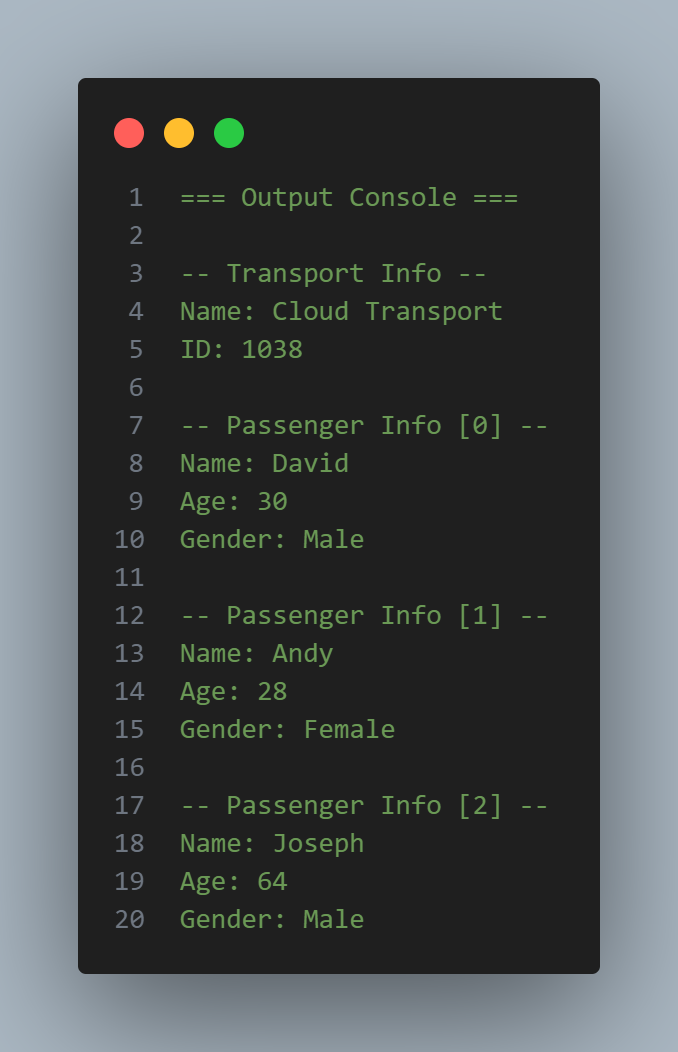 1 === Output Console ===
2
3 -- Transport Info --
4 Name: Cloud Transport
5 ID: 1038
6
7 -- Passenger Info [0] --
8 Name: David
9 Age: 30
10 Gender: Male
11
12 -- Passenger Info [1] --
13 Name: Andy
14 Age: 28
15 Gender: Female
16
17 -- Passenger Info [2] --
18 Name: Joseph
19 Age: 64
20 Gender: Male